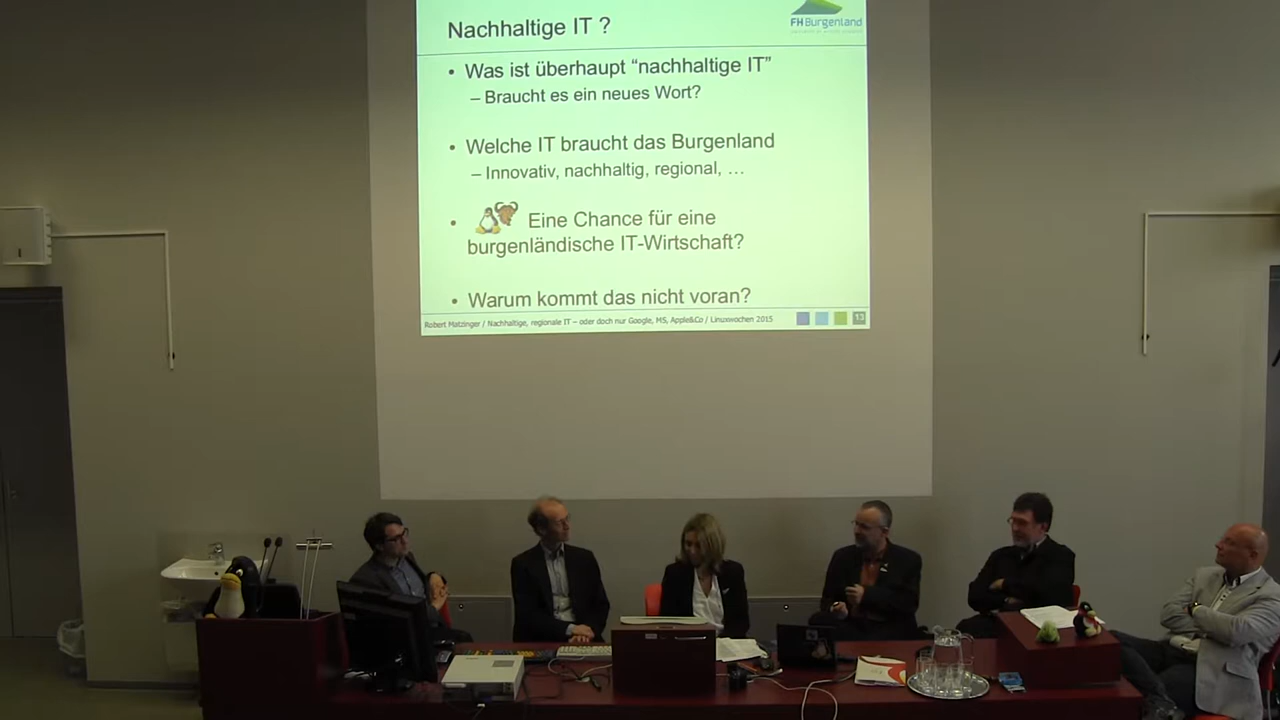 Nachhaltige IT ?
FH Burgenland
• Was ist überhaupt “nachhaltige IT”
– Braucht es ein neues Wort?
• Welche IT braucht das Burgenland
– Innovativ, nachhaltig, regional, …
• Eine Chance für eine
burgenländische IT-Wirtschaft?
• Warum kommt das nicht voran?
Robert Matzinger / Nachhaltige, regionale IT – oder doch nur Google, MS, Apple&Co / Linuxwochen 2015
13